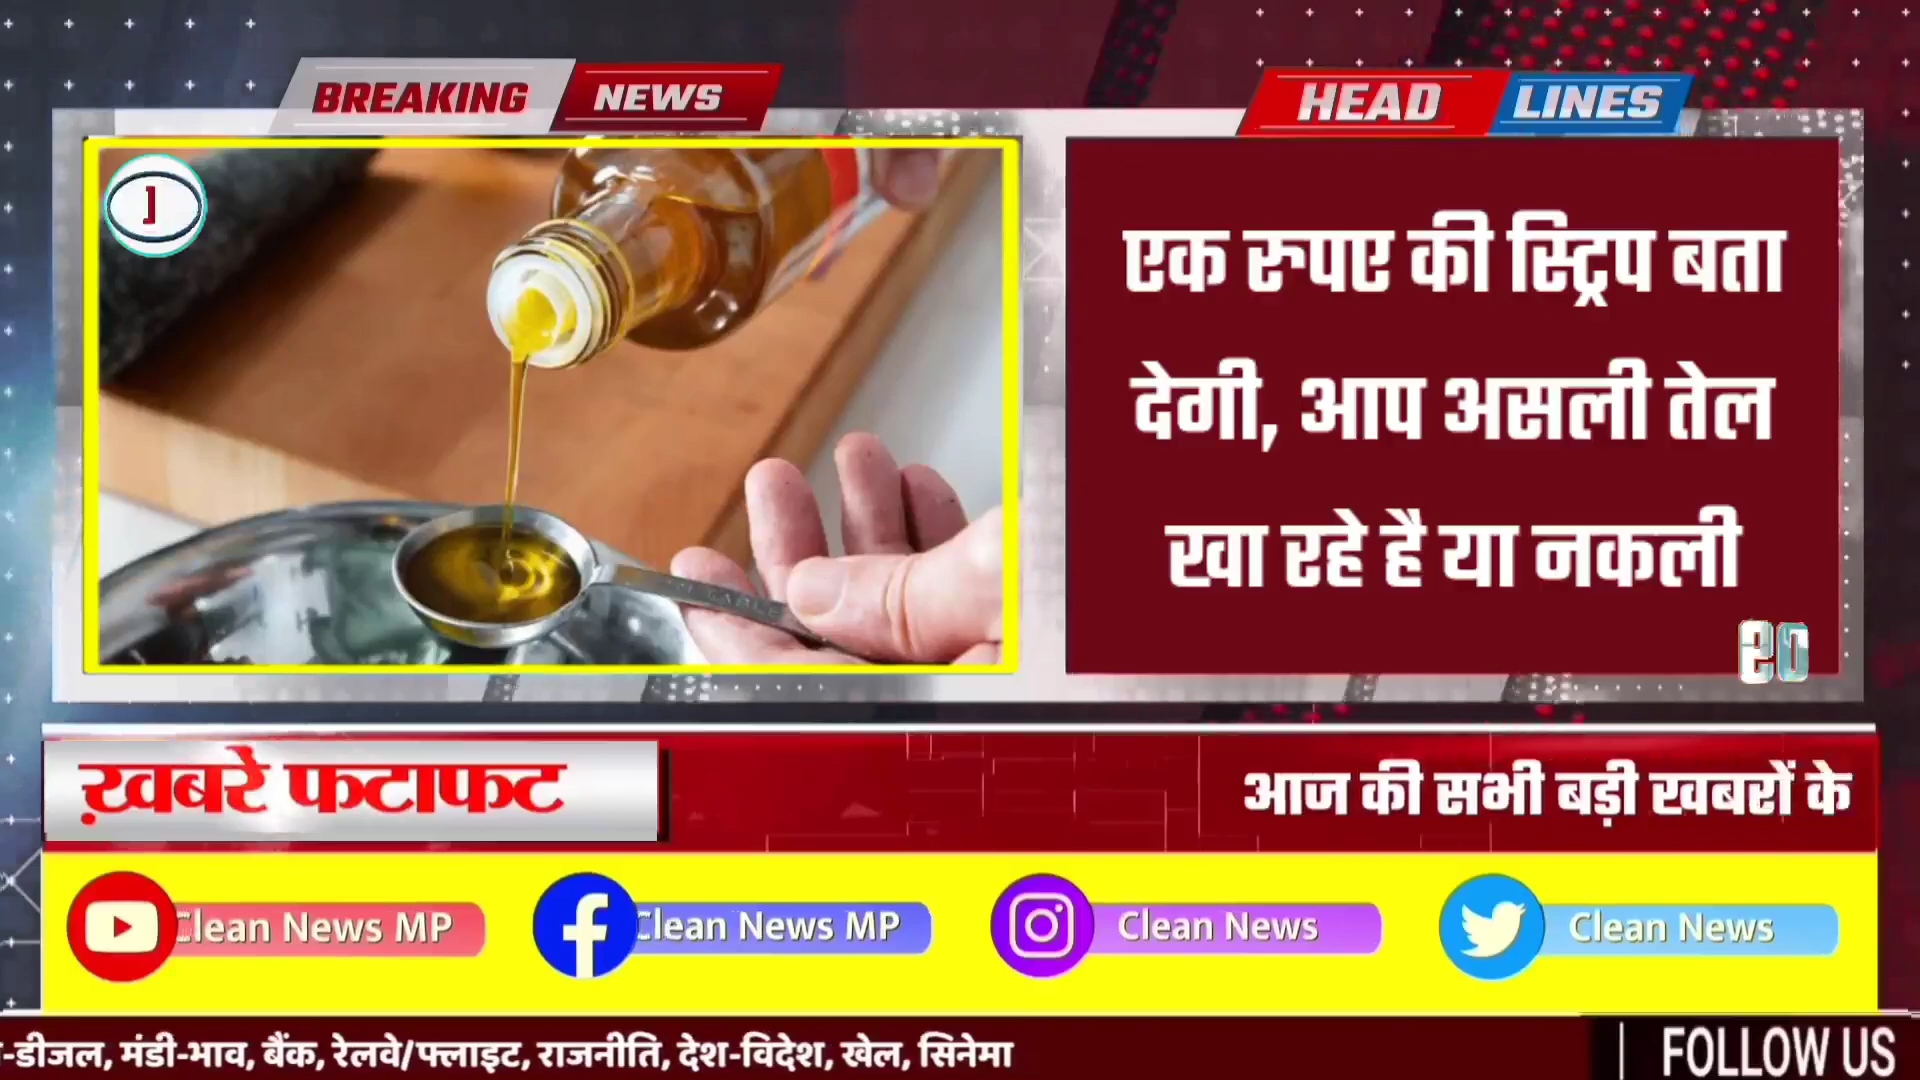 BREAKING NEWS
HEAD LINES
1
एक रुपए की स्ट्रिप बता
देगी, आप असली तेल
खा रहे है या नकली
20
ख़बरे फटाफट
आज की सभी बड़ी खबरों के
Clean News MP
Clean News MP
Clean News
Clean News
-डीजल, मंडी-भाव, बैंक, रेलवे/फ्लाइट, राजनीति, देश-विदेश, खेल, सिनेमा
FOLLOW US